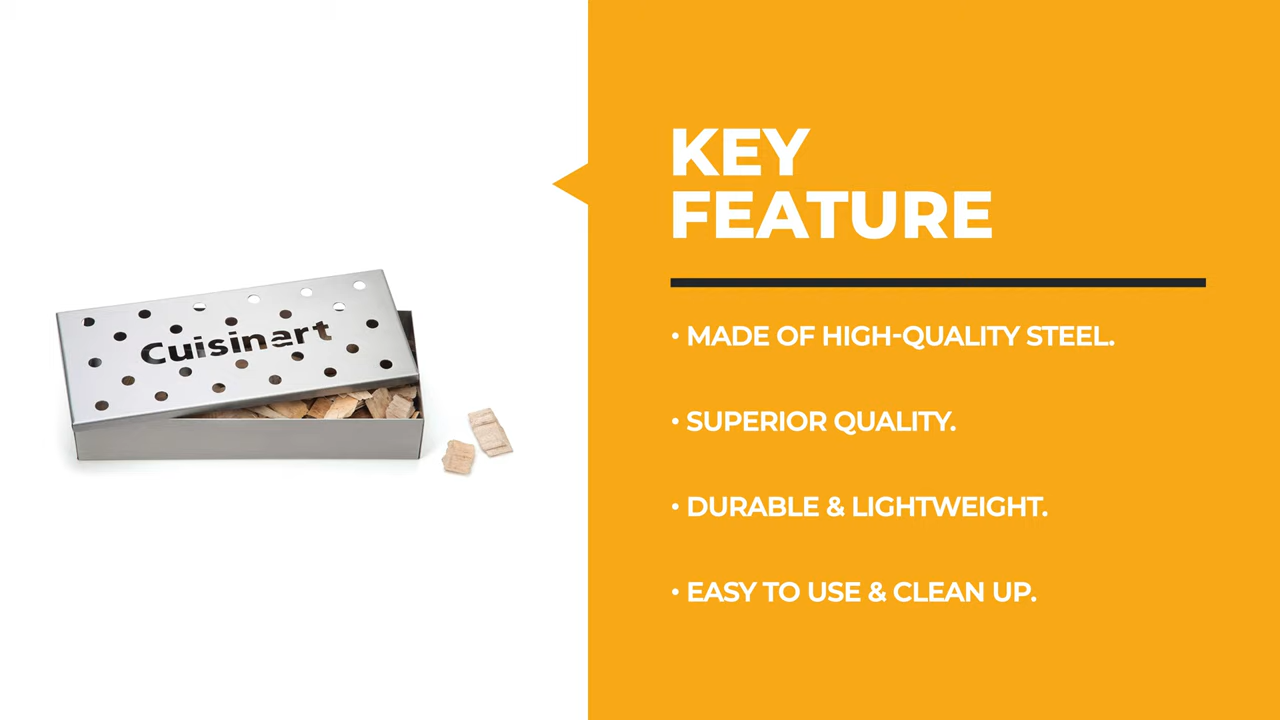 Cuisinart
KEY
FEATURE
• MADE OF HIGH-QUALITY STEEL.
• SUPERIOR QUALITY.
• DURABLE & LIGHTWEIGHT.
• EASY TO USE & CLEAN UP.